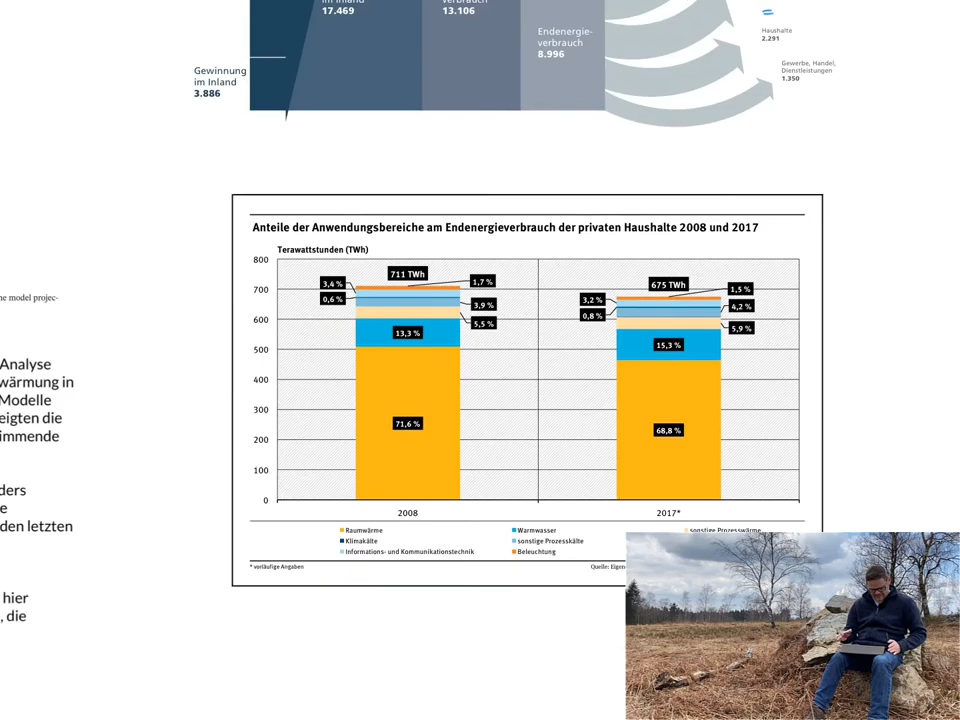 im Inland
17.469
verbrauch
13.106
Endenergie-
verbrauch
8.996
Gewinnung
im Inland
3.886
Haushalte
2.291
Gewerbe, Handel,
Dienstleistungen
1.350
ne model projec-
Analyse
wärmung in
Modelle
eigten die
immende
ders
e
den letzten
hier
, die
Anteile der Anwendungsbereiche am Endenergieverbrauch der privaten Haushalte 2008 und 2017
Terawattstunden (TWh)
800
700
600
500
400
300
200
100
0
711 TWh
3,4 %
1,7 %
0,6 %
3,9 %
5,5 %
13,3 %
71,6 %
675 TWh
1,5 %
3,2 %
4,2 %
0,8 %
5,9 %
15,3 %
68,8 %
2008
2017*
Raumwärme
Warmwasser
sonstige Prozesswärme
Klimakälte
sonstige Prozesskälte
Informations- und Kommunikationstechnik
Beleuchtung
* vorläufige Angaben
Quelle: Eigen